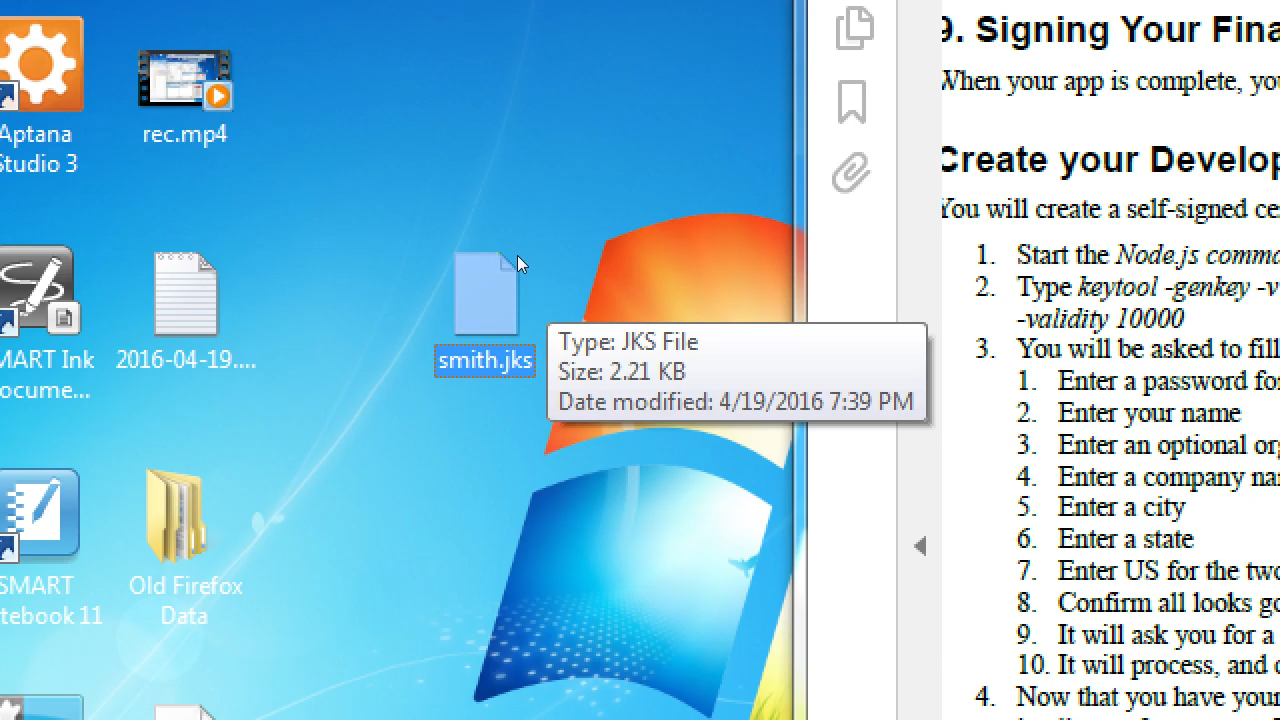 Aptana
Studio 3
rec.mp4
MART Ink
ocume...
2016-04-19....
smith.jks
Type: JKS File
Size: 2.21 KB
Date modified: 4/19/2016 7:39 PM
SMART
tebook 11
Old Firefox
Data
9. Signing Your Fina
When your app is complete, you
Create your Develop
You will create a self-signed ce
1. Start the Node.js comma
2. Type keytool -genkey -v
-validity 10000
3. You will be asked to fill
1. Enter a password for
2. Enter your name
3. Enter an optional org
4. Enter a company na
5. Enter a city
6. Enter a state
7. Enter US for the two
8. Confirm all looks go
9. It will ask you for a
10. It will process, and
4. Now that you have your